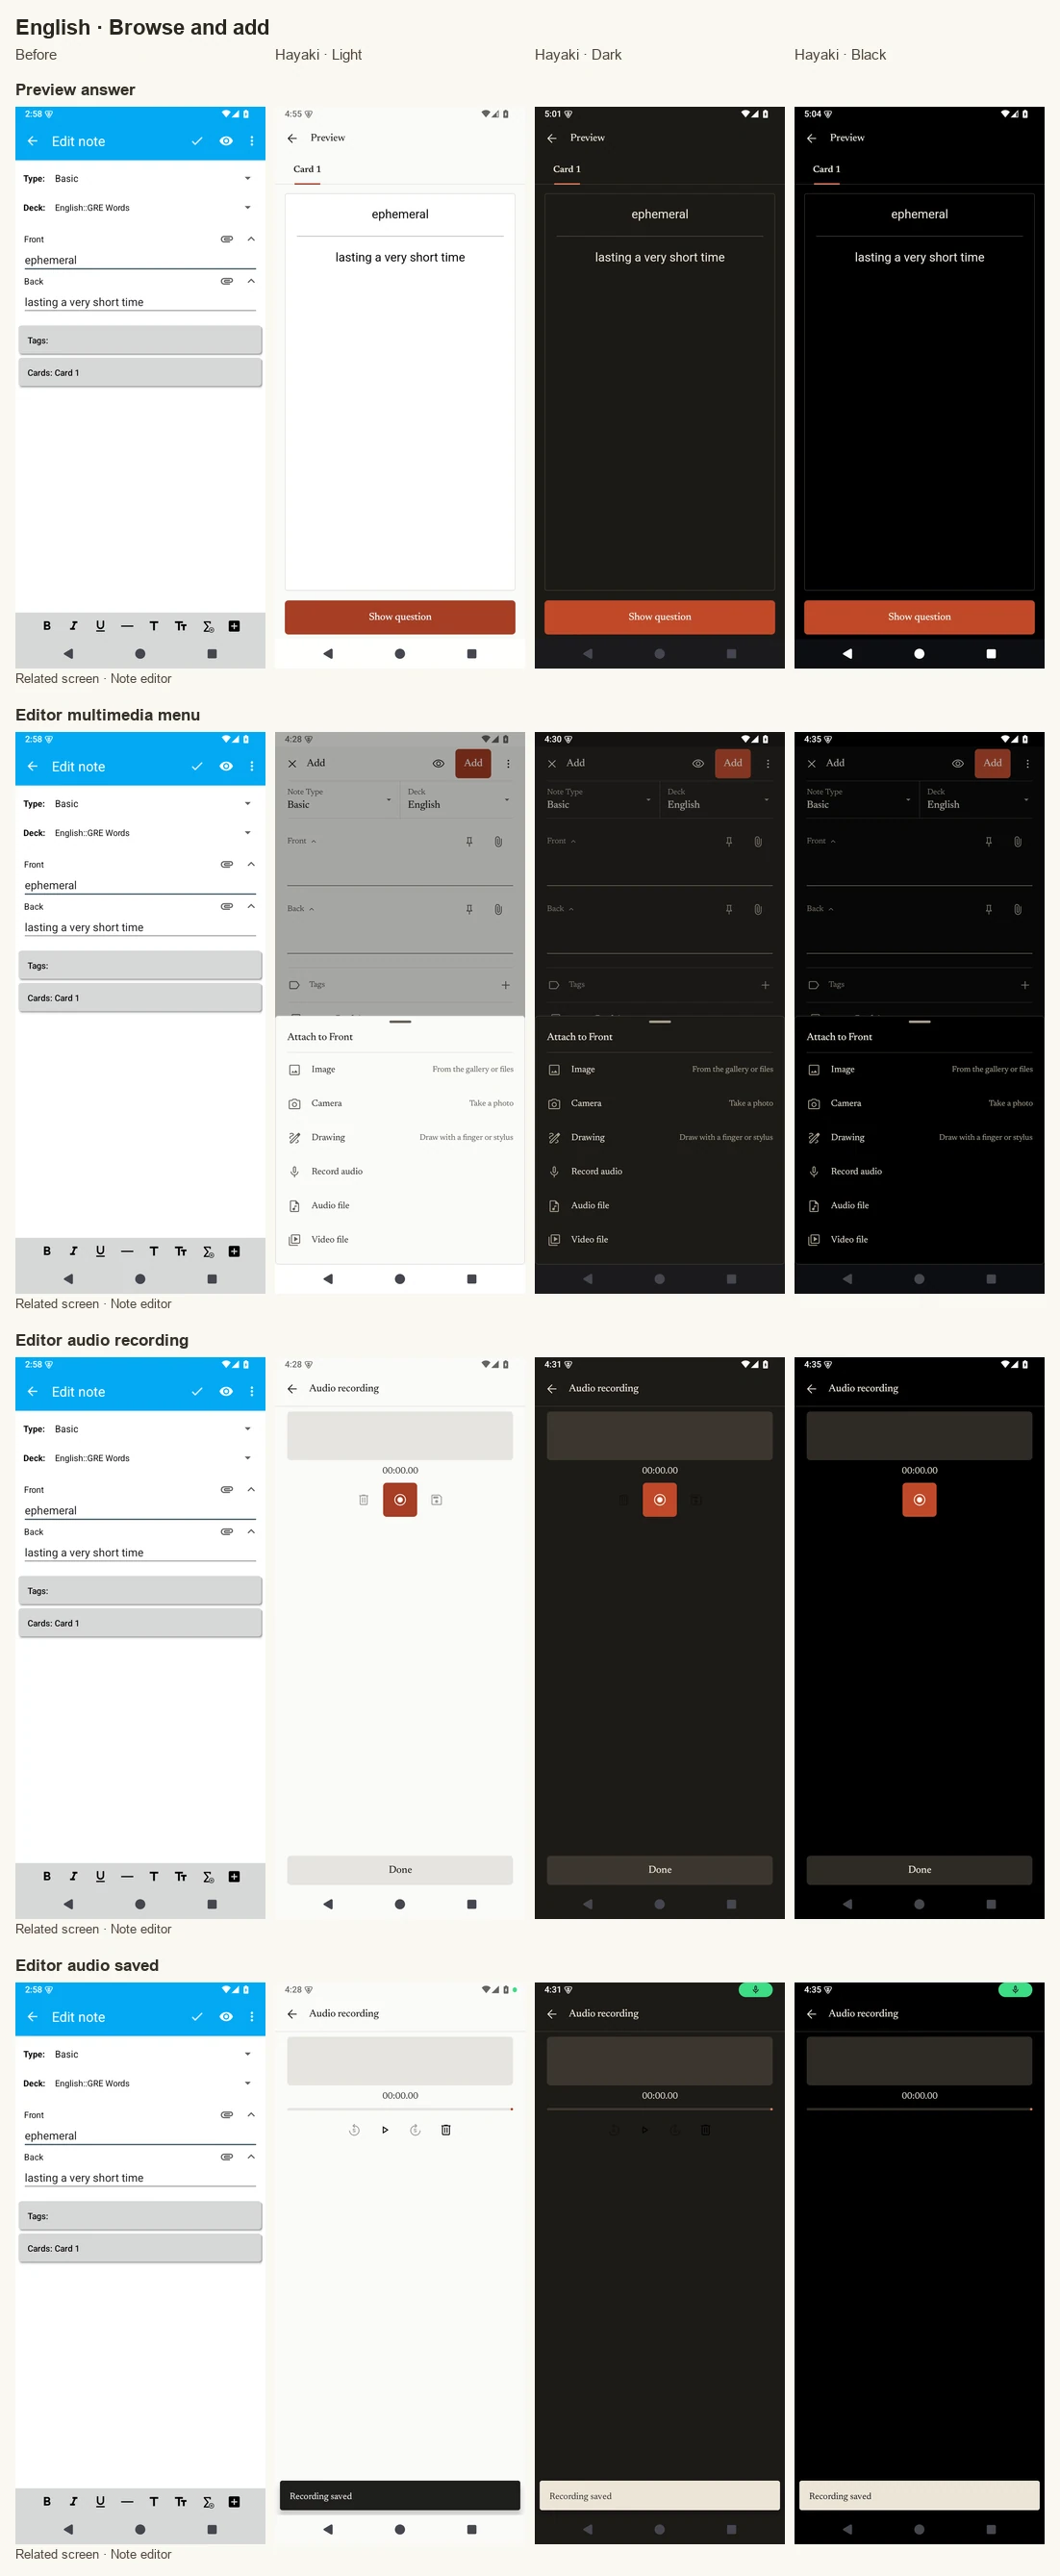 English · Browse and add
Before
Hayaki · Light
Hayaki · Dark
Hayaki · Black
Preview answer
2:58
Edit note
Type: Basic
Deck: English::GRE Words
Front
ephemeral
Back
lasting a very short time
Tags:
Cards: Card 1
B I U — T Tт Σ
Related screen · Note editor
4:55
Preview
Card 1
ephemeral
lasting a very short time
Show question
5:01
Preview
Card 1
ephemeral
lasting a very short time
Show question
5:04
Preview
Card 1
ephemeral
lasting a very short time
Show question
Editor multimedia menu
2:58
Edit note
Type: Basic
Deck: English::GRE Words
Front
ephemeral
Back
lasting a very short time
Tags:
Cards: Card 1
B I U — T Tт Σ
Related screen · Note editor
4:28
Add
Add
Note Type
Deck
Basic
English
Front
Back
Tags
Attach to Front
Image From the gallery or files
Camera Take a photo
Drawing Draw with a finger or stylus
Record audio
Audio file
Video file
4:30
Add
Add
Note Type
Deck
Basic
English
Front
Back
Tags
Attach to Front
Image From the gallery or files
Camera Take a photo
Drawing Draw with a finger or stylus
Record audio
Audio file
Video file
4:35
Add
Add
Note Type
Deck
Basic
English
Front
Back
Tags
Attach to Front
Image From the gallery or files
Camera Take a photo
Drawing Draw with a finger or stylus
Record audio
Audio file
Video file
Editor audio recording
2:58
Edit note
Type: Basic
Deck: English::GRE Words
Front
ephemeral
Back
lasting a very short time
Tags:
Cards: Card 1
B I U — T Tт Σ
Related screen · Note editor
4:28
Audio recording
00:00.00
Done
4:31
Audio recording
00:00.00
Done
4:35
Audio recording
00:00.00
Done
Editor audio saved
2:58
Edit note
Type: Basic
Deck: English::GRE Words
Front
ephemeral
Back
lasting a very short time
Tags:
Cards: Card 1
B I U — T Tт Σ
Related screen · Note editor
4:28
Audio recording
00:00.00
Recording saved
4:31
Audio recording
00:00.00
Recording saved
4:35
Audio recording
00:00.00
Recording saved